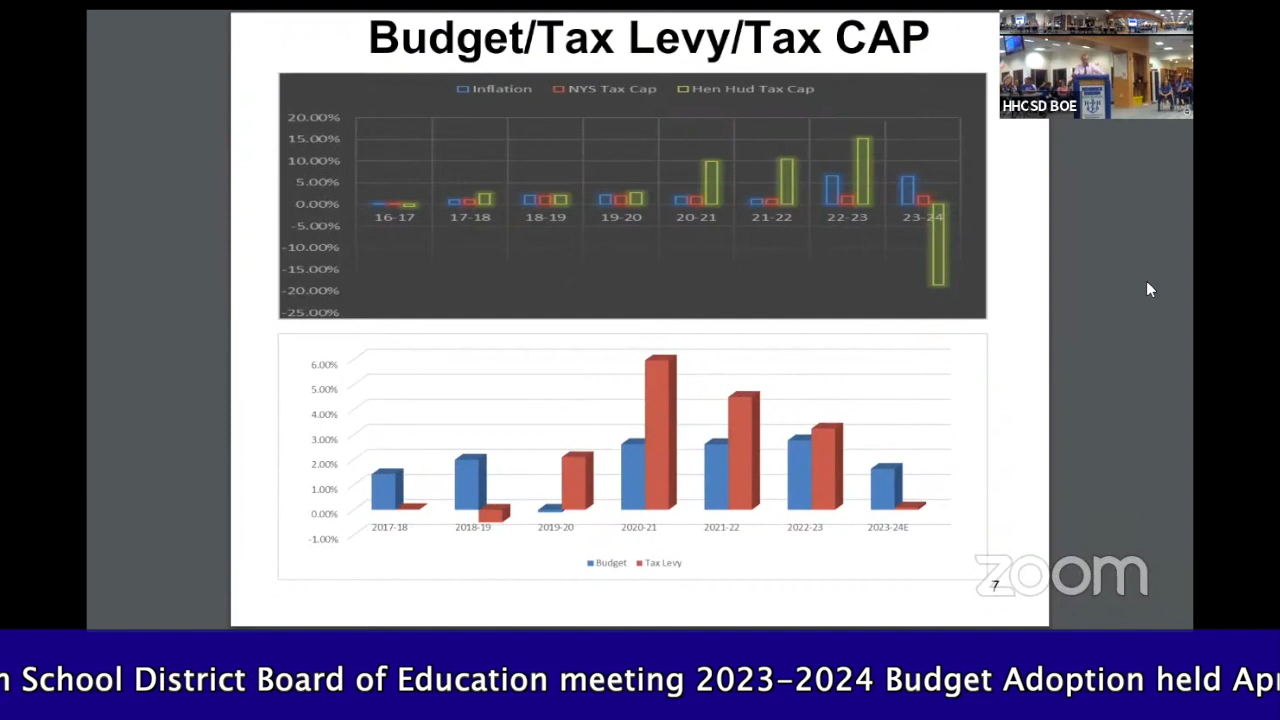 Budget/Tax Levy/Tax CAP
HHCSD BOE
Inflation NYS Tax Cap Hen Hud Tax Cap
20.00%
15.00%
10.00%
5.00%
0.00%
-5.00%
-10.00%
-15.00%
-20.00%
-25.00%
16-17 17-18 18-19 19-20 20-21 21-22 22-23 23-24
6.00%
5.00%
4.00%
3.00%
2.00%
1.00%
0.00%
-1.00%
2017-18 2018-19 2019-20 2020-21 2021-22 2022-23 2023-24E
Budget Tax Levy
zoom
7
n School District Board of Education meeting 2023-2024 Budget Adoption held Apr